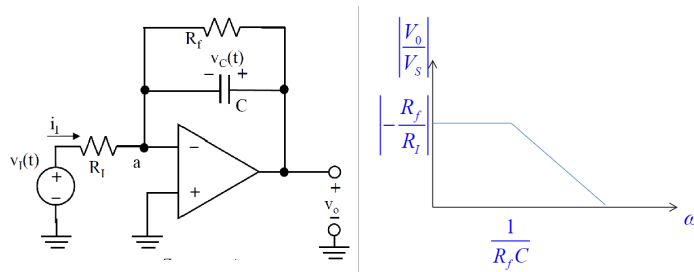 R_f
v_C(t)
− +
C
i_I
R_I
v_I(t)
a
+
−
−
+
+
v_o
−
|V_0/V_S|
|−R_f/R_I|
ω
1/(R_f C)